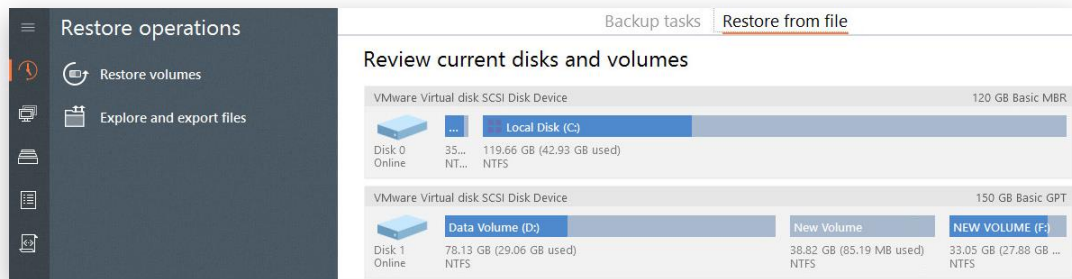 Restore operations
Restore volumes
Explore and export files
Backup tasks
Restore from file
Review current disks and volumes
VMware Virtual disk SCSI Disk Device
120 GB Basic MBR
...
Local Disk (C:)
Disk 0
Online
35...
NT...
119.66 GB (42.93 GB used)
NTFS
VMware Virtual disk SCSI Disk Device
150 GB Basic GPT
Data Volume (D:)
New Volume
NEW VOLUME (F:)
Disk 1
Online
78.13 GB (29.06 GB used)
NTFS
38.82 GB (85.19 MB used)
NTFS
33.05 GB (27.88 GB ...
NTFS